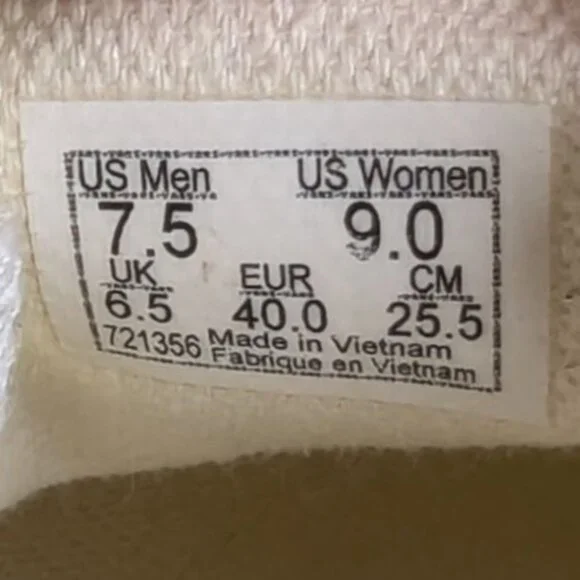 US Men US Women
7.5 9.0
UK EUR CM
6.5 40.0 25.5
721356 Made in Vietnam
Fabrique en Vietnam